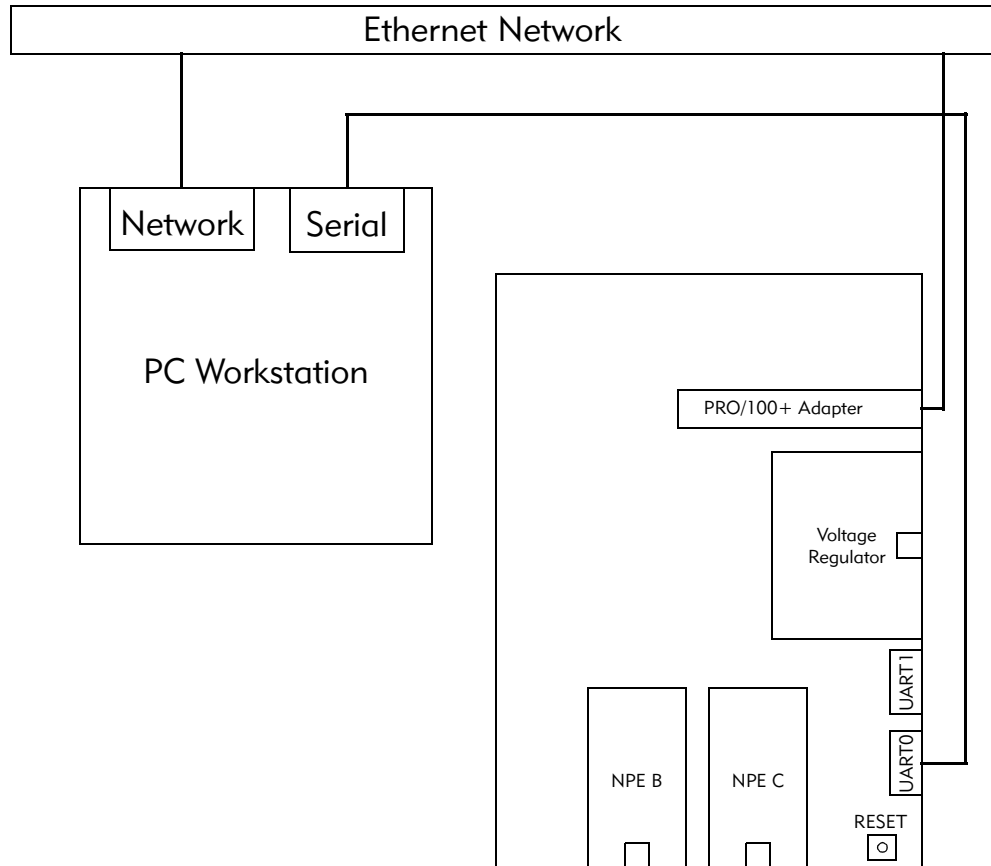 Ethernet Network
Network
Serial
PC Workstation
PRO/100+ Adapter
Voltage
Regulator
UART1
UART0
NPE B
NPE C
RESET